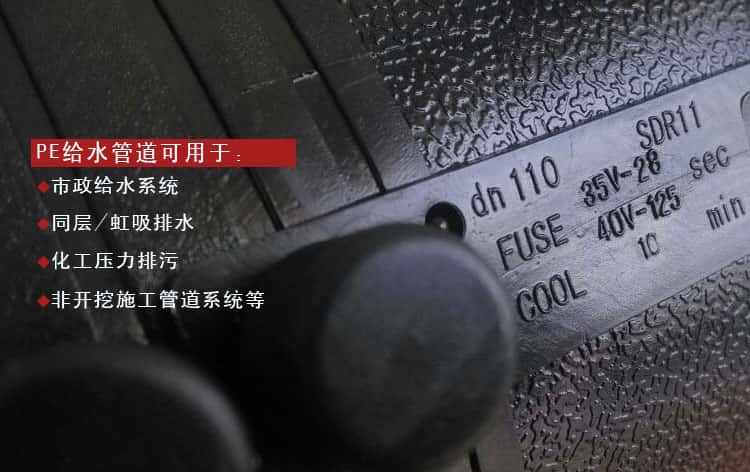 PE给水管道可用于：
市政给水系统
同层/虹吸排水
化工压力排污
非开挖施工管道系统等
dn 110 SDR11
FUSE 35V-28 sec
40V-125
COOL 10 min